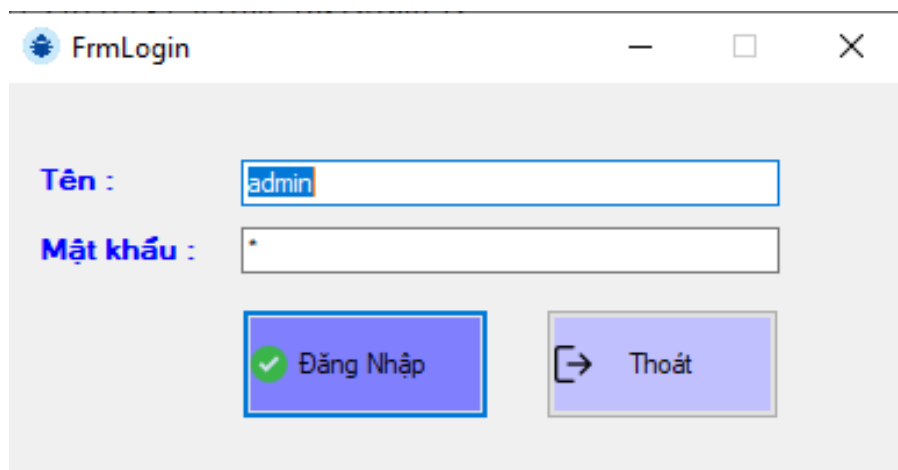 FrmLogin
Tên :
admin
Mật khẩu :
*
Đăng Nhập
Thoát